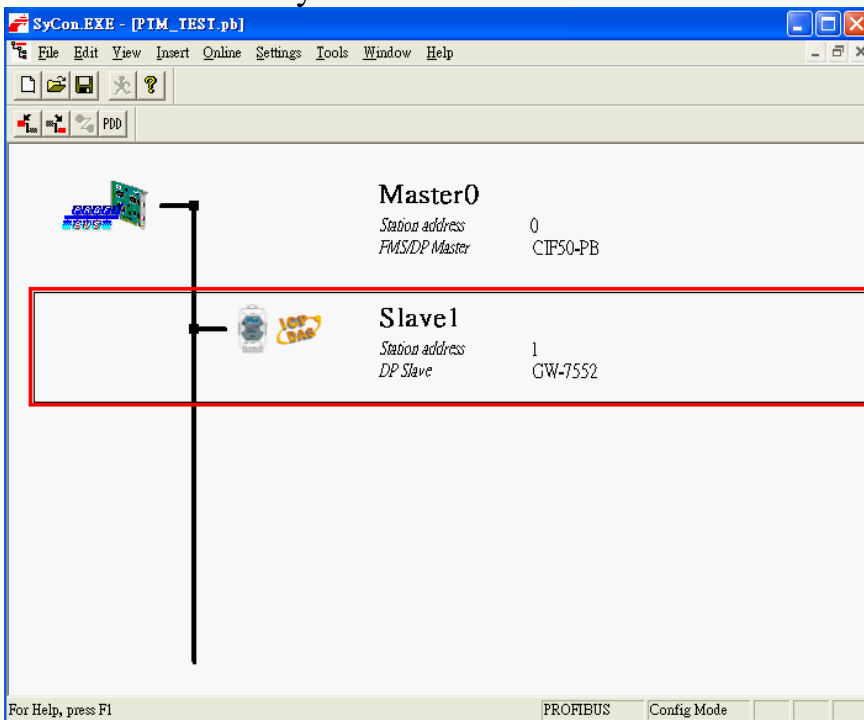 SyCon.EXE - [PTM_TEST.pb]
File Edit View Insert Online Settings Tools Window Help
PDD
Master0
Station address 0
FMS/DP Master CIF50-PB
ICP
DAS
Slave1
Station address 1
DP Slave GW-7552
For Help, press F1 PROFIBUS Config Mode